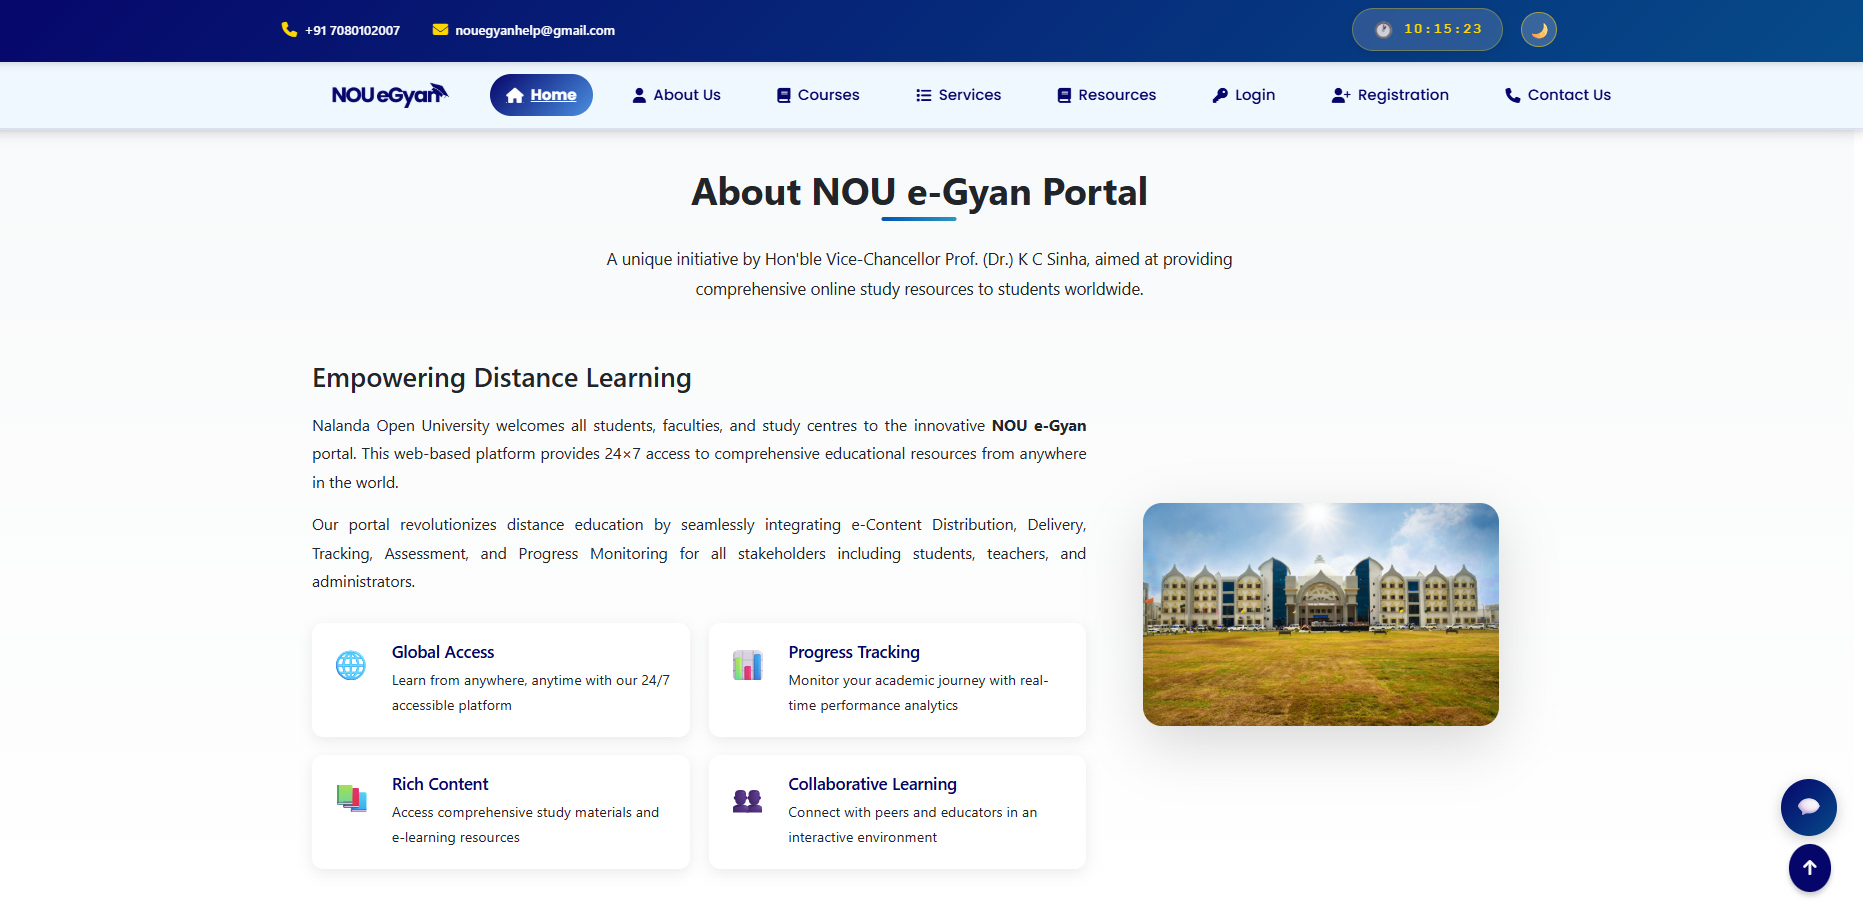 +91 7080102007
nouegyanhelp@gmail.com
10:15:23
NOU eGyan
Home
About Us
Courses
Services
Resources
Login
Registration
Contact Us
About NOU e-Gyan Portal
A unique initiative by Hon'ble Vice-Chancellor Prof. (Dr.) K C Sinha, aimed at providing
comprehensive online study resources to students worldwide.
Empowering Distance Learning
Nalanda Open University welcomes all students, faculties, and study centres to the innovative NOU e-Gyan
portal. This web-based platform provides 24×7 access to comprehensive educational resources from anywhere
in the world.
Our portal revolutionizes distance education by seamlessly integrating e-Content Distribution, Delivery,
Tracking, Assessment, and Progress Monitoring for all stakeholders including students, teachers, and
administrators.
Global Access
Learn from anywhere, anytime with our 24/7
accessible platform
Progress Tracking
Monitor your academic journey with real-
time performance analytics
Rich Content
Access comprehensive study materials and
e-learning resources
Collaborative Learning
Connect with peers and educators in an
interactive environment